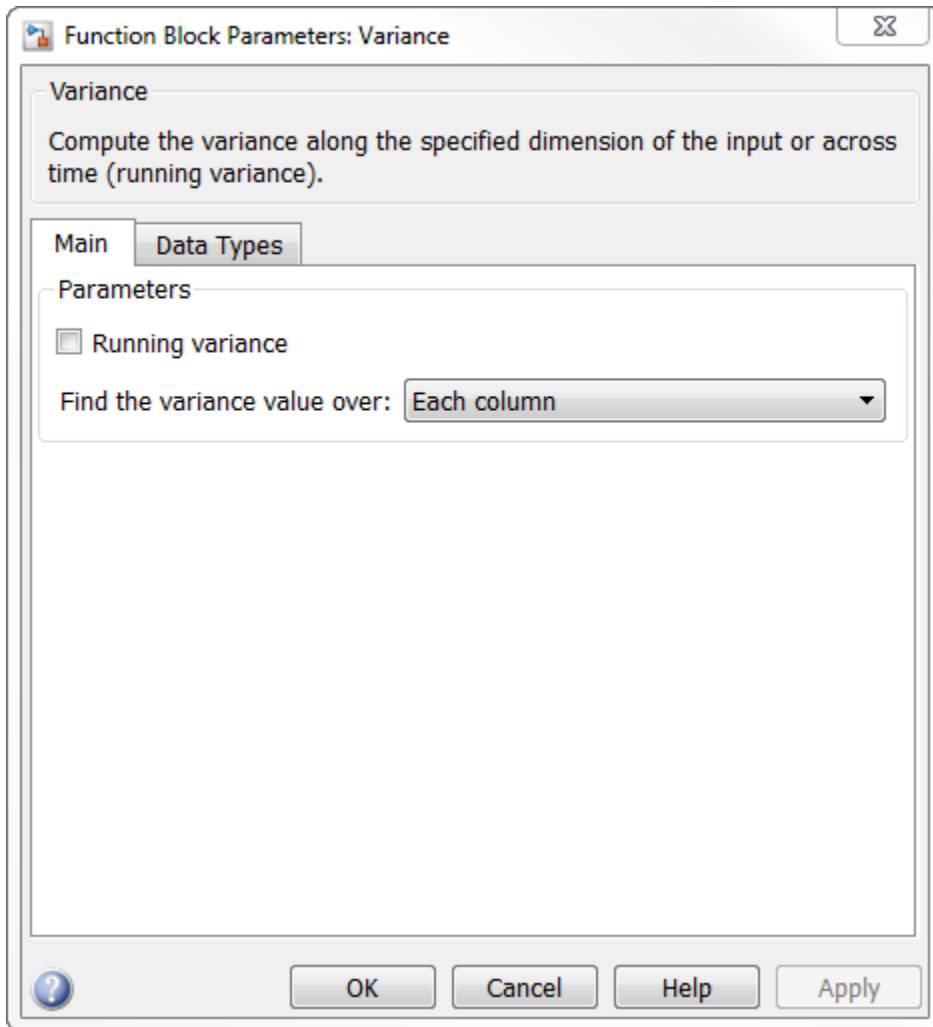 Function Block Parameters: Variance
Variance
Compute the variance along the specified dimension of the input or across
time (running variance).
Main Data Types
Parameters
Running variance
Find the variance value over: Each column
? OK Cancel Help Apply